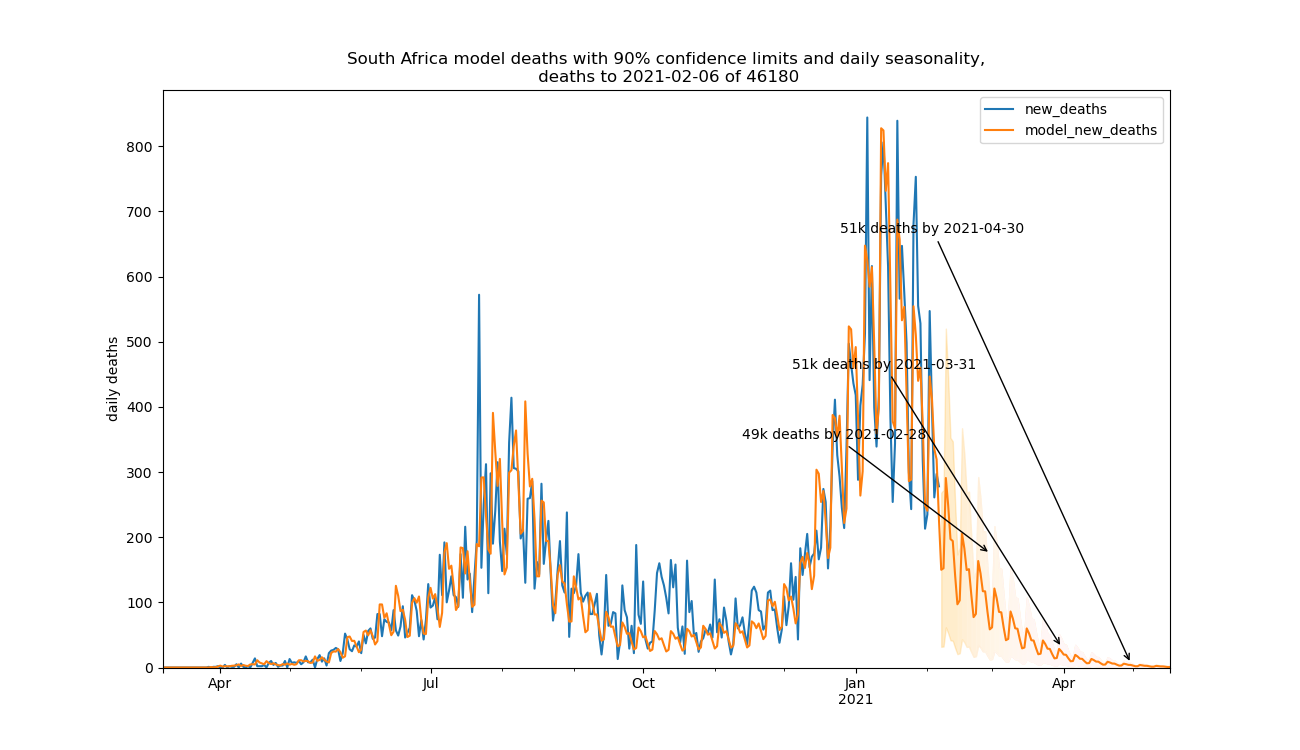 South Africa model deaths with 90% confidence limits and daily seasonality,
deaths to 2021-02-06 of 46180
new_deaths
model_new_deaths
800
700
600
500
400
300
200
100
0
daily deaths
51k deaths by 2021-04-30
51k deaths by 2021-03-31
49k deaths by 2021-02-28
Apr
Jul
Oct
Jan
2021
Apr